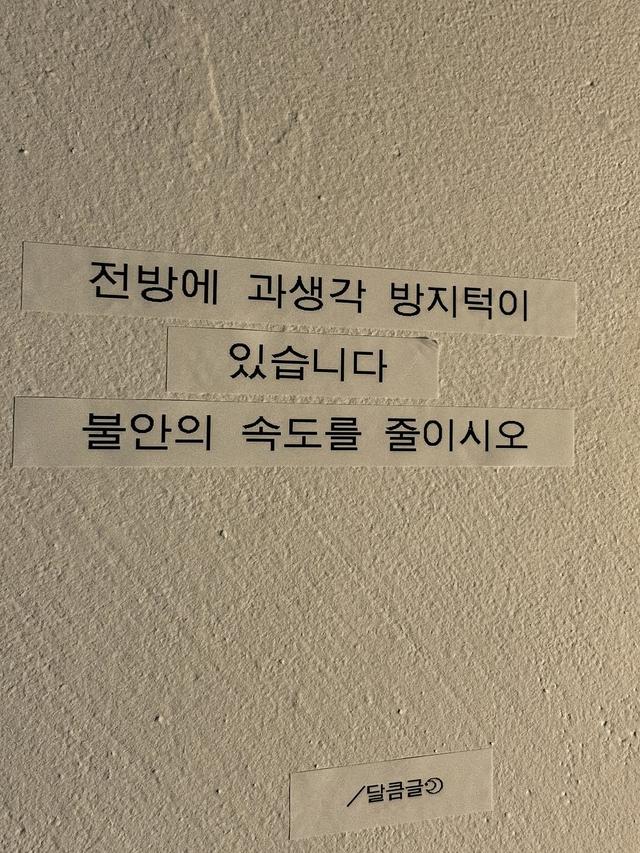 전방에 과생각 방지턱이
있습니다
불안의 속도를 줄이시오
/달큼글☾